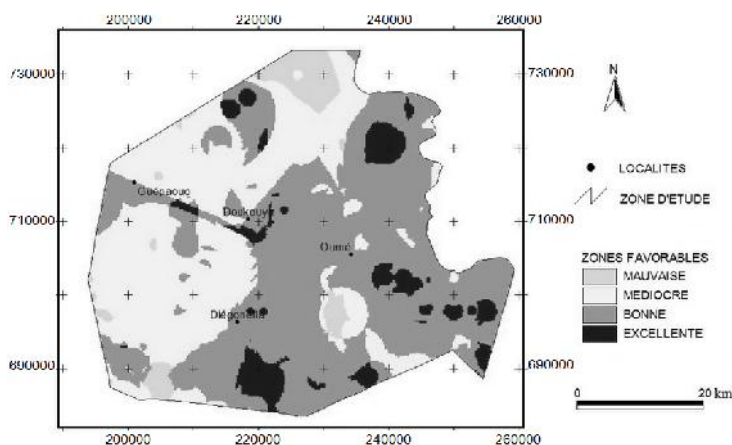 200000 220000 240000 260000
730000 730000
N
LOCALITES
ZONE D'ETUDE
Guépaouo
Doukouy
710000 710000
Oumé
ZONES FAVORABLES
MAUVAISE
MEDIOCRE
BONNE
EXCELLENTE
Diégonéfla
690000 690000
0 20 km
200000 220000 240000 260000